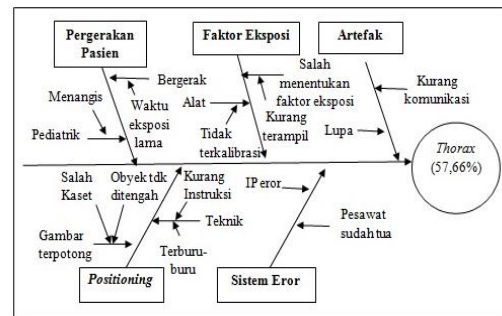 Pergerakan
Pasien
Faktor Eksposi
Artefak
Bergerak
Waktu
eksposi
lama
Menangis
Pediatrik
Salah
menentukan
faktor eksposi
Alat
Kurang
terampil
Tidak
terkalibrasi
Kurang
komunikasi
Lupa
Thorax
(57,66%)
Salah
Kaset
Obyek tdk
ditengah
Gambar
terpotong
Kurang
Instruksi
Teknik
Terburu-
buru
Positioning
IP eror
Pesawat
sudah tua
Sistem Eror